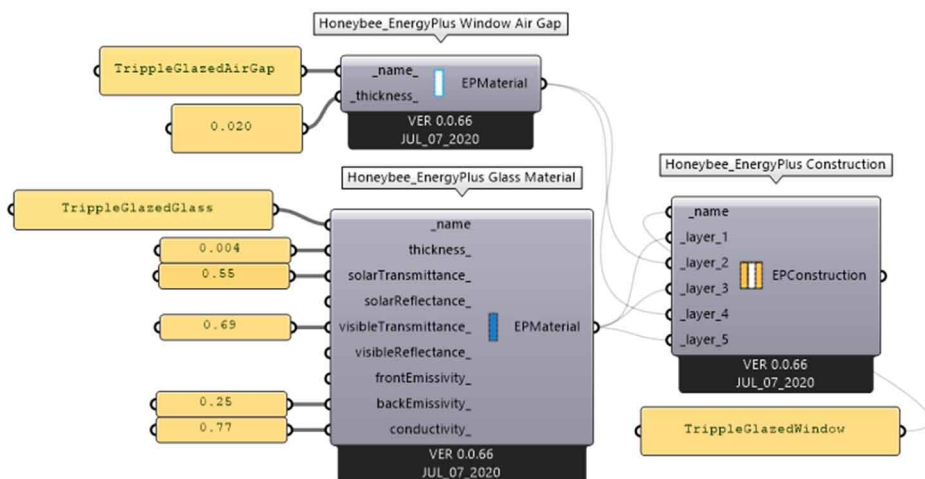 Honeybee_EnergyPlus Window Air Gap
TrippleGlazedAirGap
_name_
_thickness_
EPMaterial
0.020
VER 0.0.66
JUL_07_2020
Honeybee_EnergyPlus Glass Material
TrippleGlazedGlass
_name
0.004
thickness_
0.55
solarTransmittance_
solarReflectance_
0.69
visibleTransmittance_
EPMaterial
visibleReflectance_
frontEmissivity_
0.25
backEmissivity_
0.77
conductivity_
VER 0.0.66
JUL_07_2020
Honeybee_EnergyPlus Construction
_name
_layer_1
_layer_2
_layer_3
_layer_4
_layer_5
EPConstruction
VER 0.0.66
JUL_07_2020
TrippleGlazedWindow